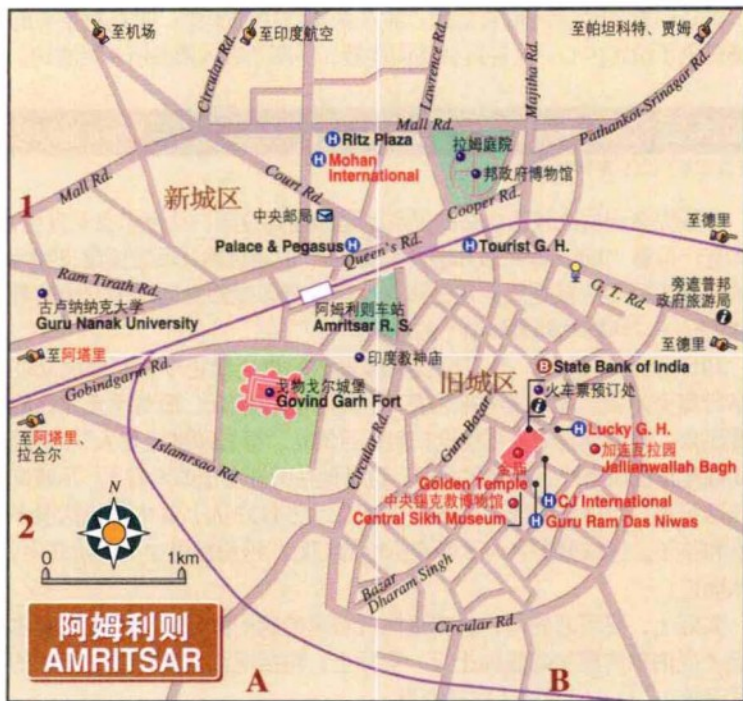 至机场
至印度航空
至帕坦科特、贾姆
Circular Rd.
Lawrence Rd.
Majitha Rd.
Pathankot-Srinagar Rd.
Mall Rd.
H Ritz Plaza
H Mohan
International
拉姆庭院
邦政府博物馆
Mall Rd.
1
新城区
Court Rd.
Cooper Rd.
中央邮局
Palace & Pegasus H
Queen's Rd.
H Tourist G. H.
至德里
Ram Tirath Rd.
G. T. Rd.
旁遮普邦
政府旅游局
i
古卢纳纳克大学
Guru Nanak University
阿姆利则车站
Amritsar R. S.
至德里
至阿塔里
Gobindgarm Rd.
印度教神庙
B State Bank of India
戈物戈尔城堡
Govind Garh Fort
旧城区
火车票预订处
i
至阿塔里、
拉合尔
Islamrsao Rd.
Circular Rd.
Guru Bazar
H Lucky G. H.
加连瓦拉园
Jallianwallah Bagh
金庙
Golden Temple
中央锡克教博物馆
Central Sikh Museum
H CJ International
H Guru Ram Das Niwas
2
N
0 1km
Bazar
Dharam Singh
Circular Rd.
阿姆利则
AMRITSAR
A
B